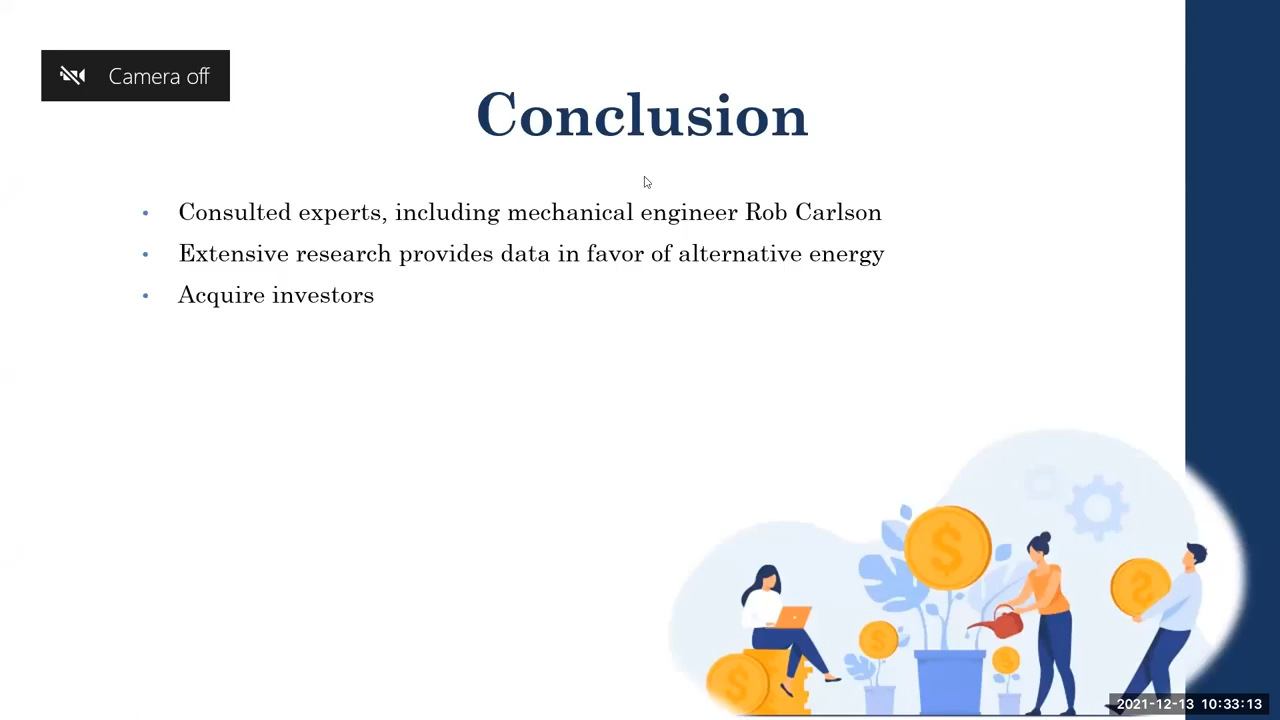 Camera off
Conclusion
• Consulted experts, including mechanical engineer Rob Carlson
• Extensive research provides data in favor of alternative energy
• Acquire investors
$
$
$
$
$
2021-12-13 10:33:13